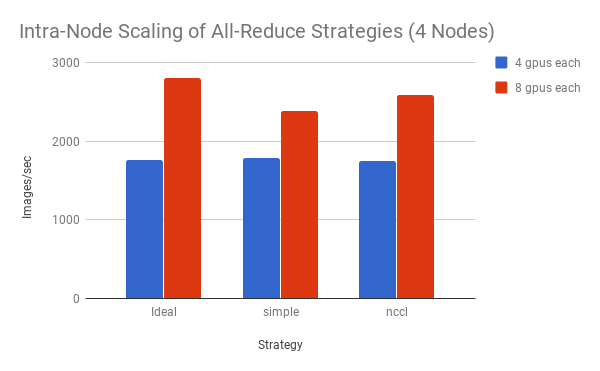 Intra-Node Scaling of All-Reduce Strategies (4 Nodes)
4 gpus each
8 gpus each
Images/sec
3000
2000
1000
0
Ideal
simple
nccl
Strategy